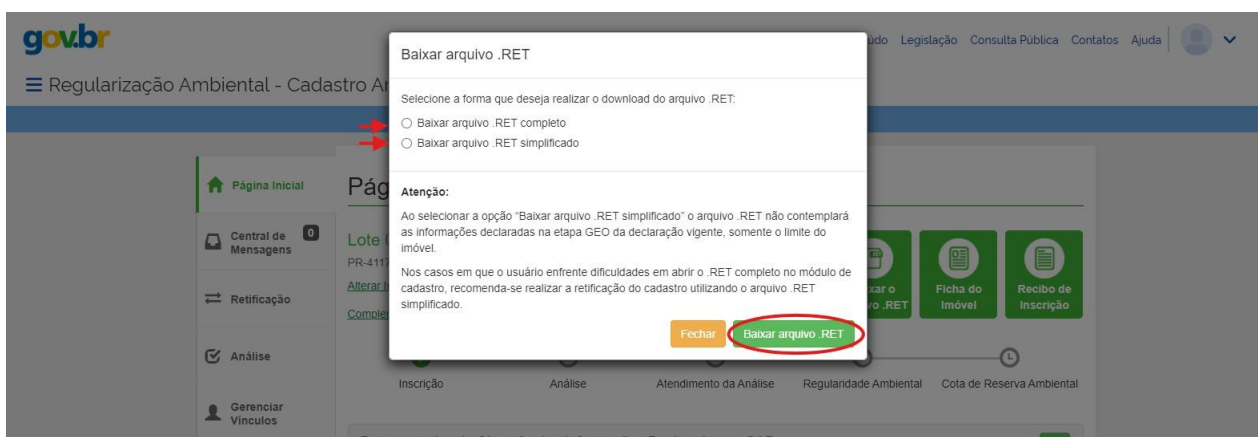 gov.br
Legislação Consulta Pública Contatos Ajuda
Regularização Ambiental - Cadastro
Baixar arquivo .RET
Selecione a forma que deseja realizar o download do arquivo .RET:
Baixar arquivo .RET completo
Baixar arquivo .RET simplificado
Atenção:
Ao selecionar a opção "Baixar arquivo .RET simplificado" o arquivo .RET não contemplará
as informações declaradas na etapa GEO da declaração vigente, somente o limite do
imóvel.
Nos casos em que o usuário enfrente dificuldades em abrir o .RET completo no módulo de
cadastro, recomenda-se realizar a retificação do cadastro utilizando o arquivo .RET
simplificado.
Fechar
Baixar arquivo .RET
Página Inicial
Central de
Mensagens
0
Retificação
Análise
Gerenciar
Vínculos
Pág
Lote
PR-4117
Alterar
.RET
Ficha do
Imóvel
Recibo de
Inscrição
Inscrição
Análise
Atendimento da Análise
Regularidade Ambiental
Cota de Reserva Ambiental